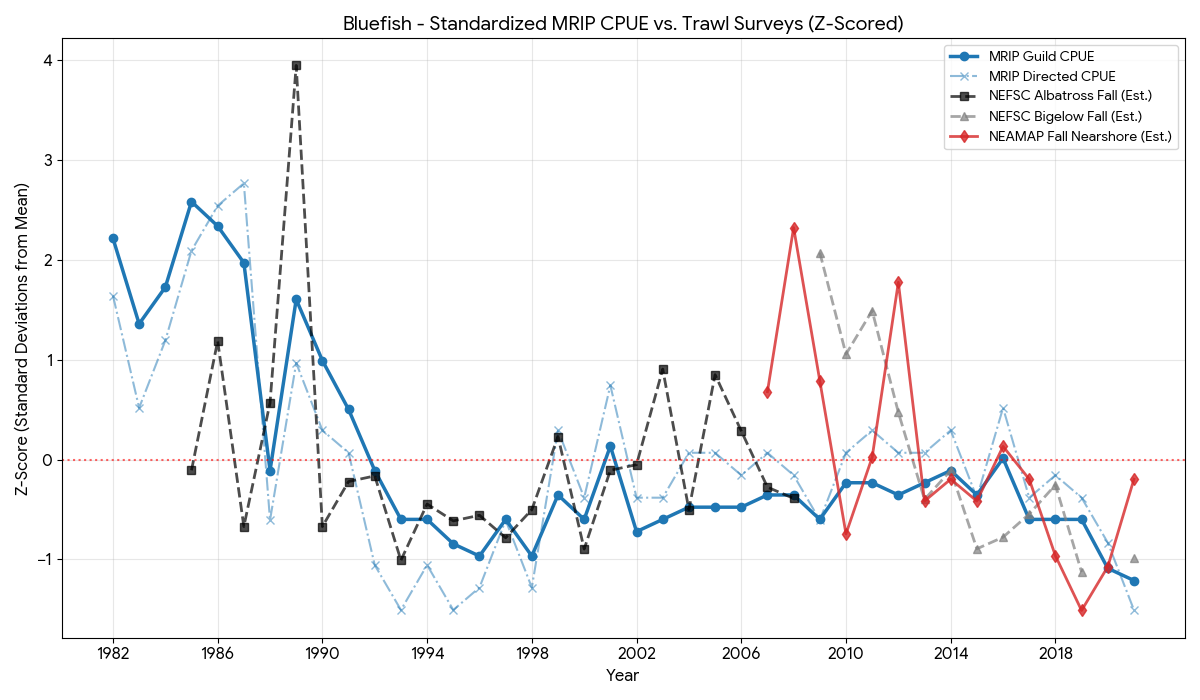 Bluefish - Standardized MRIP CPUE vs. Trawl Surveys (Z-Scored)
MRIP Guild CPUE
MRIP Directed CPUE
NEFSC Albatross Fall (Est.)
NEFSC Bigelow Fall (Est.)
NEAMAP Fall Nearshore (Est.)
Z-Score (Standard Deviations from Mean)
4
3
2
1
0
−1
1982 1986 1990 1994 1998 2002 2006 2010 2014 2018
Year